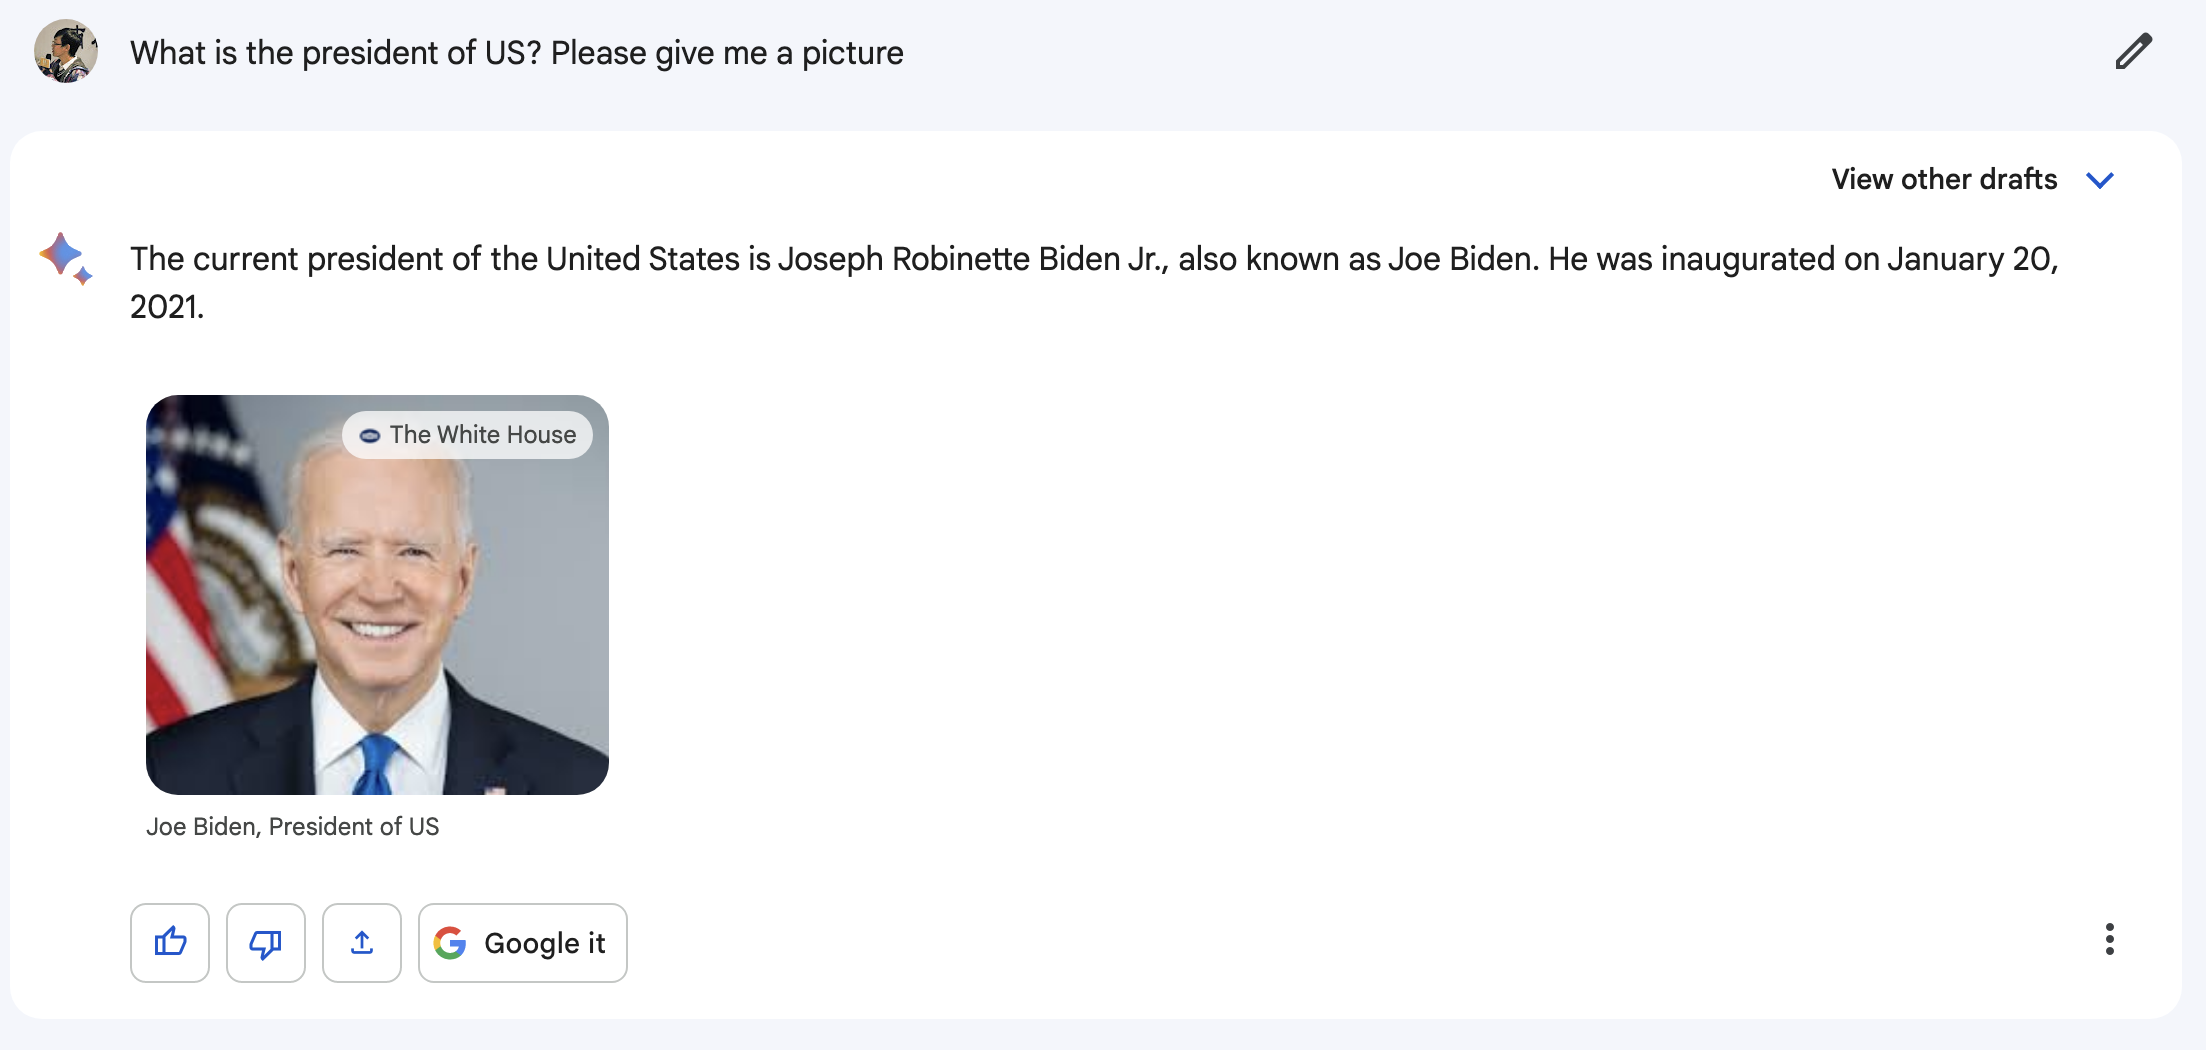 What is the president of US? Please give me a picture
View other drafts
The current president of the United States is Joseph Robinette Biden Jr., also known as Joe Biden. He was inaugurated on January 20,
2021.
The White House
Joe Biden, President of US
Google it